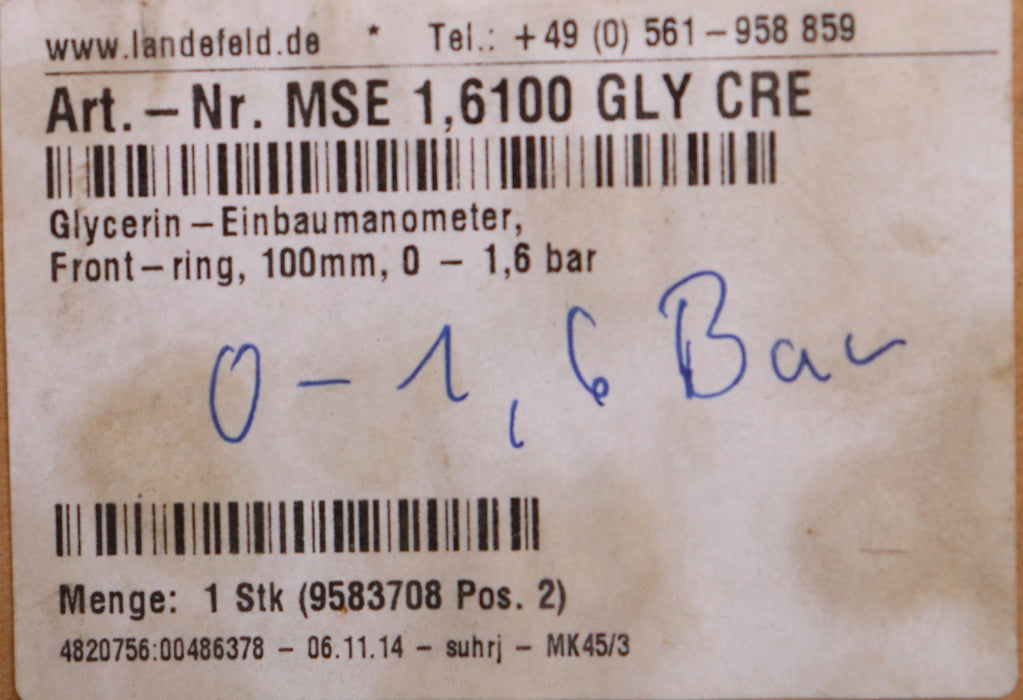 www.landefeld.de * Tel.: +49 (0) 561-958 859
Art.-Nr. MSE 1,6100 GLY CRE
Glycerin-Einbaumanometer,
Front-ring, 100mm, 0 - 1,6 bar
0 - 1,6 Bar
Menge: 1 Stk (9583708 Pos. 2)
4820756:00486378 - 06.11.14 - suhrj - MK45/3